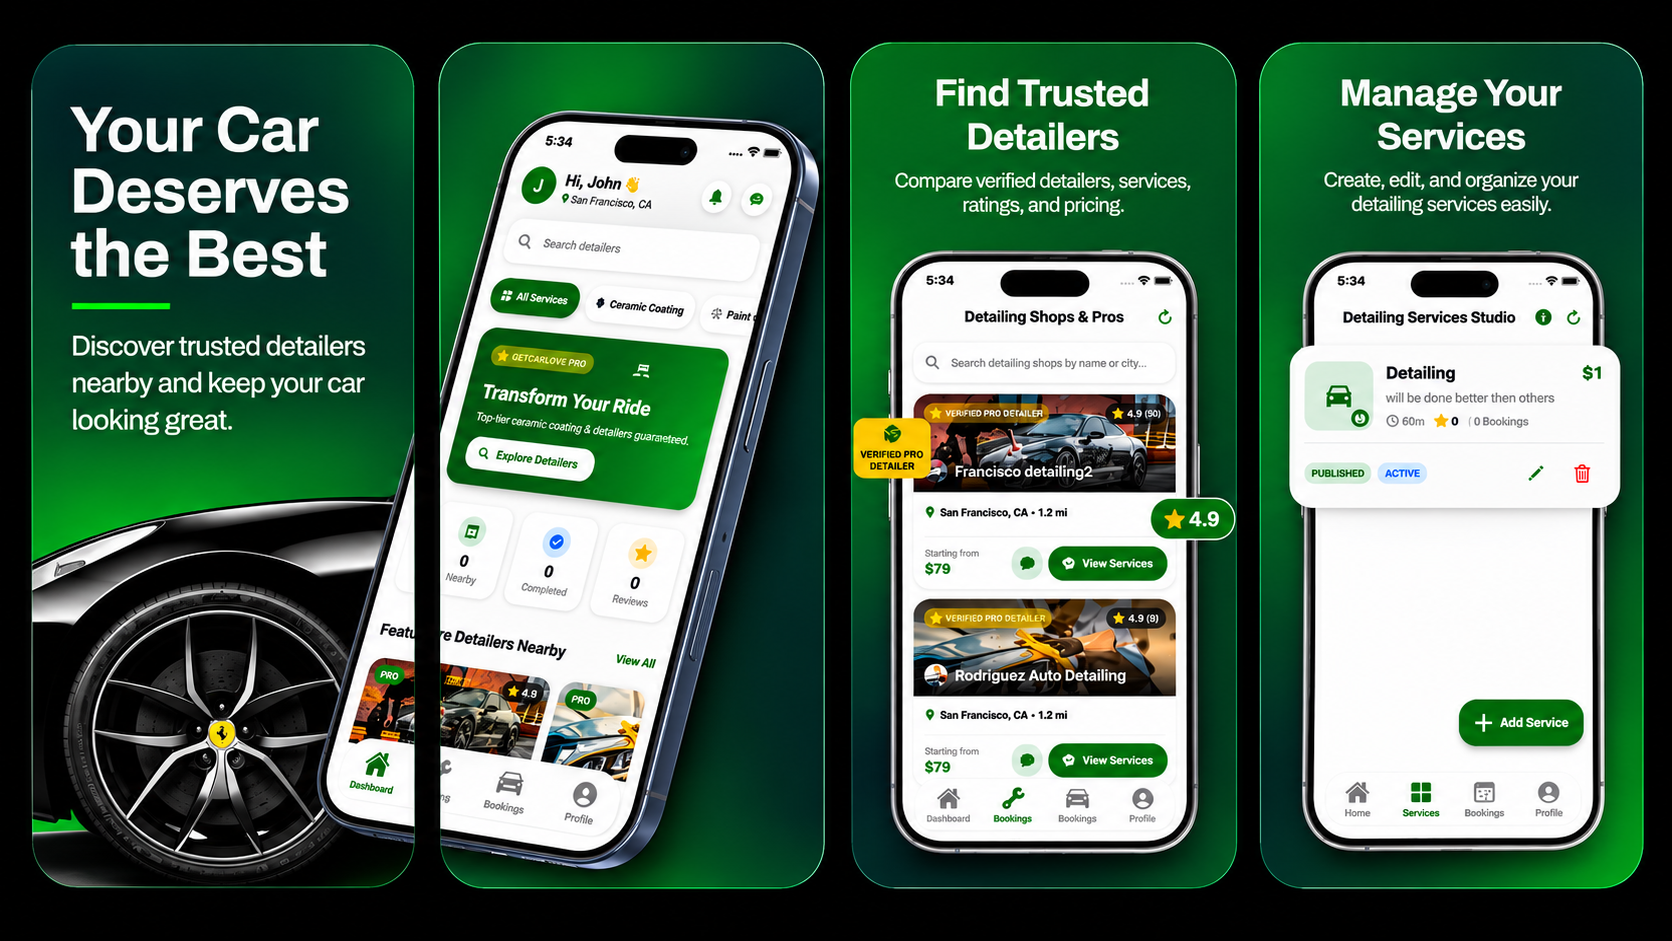 Your Car
Deserves
the Best
Discover trusted detailers
nearby and keep your car
looking great.
5:34
J
Hi, John 👋
San Francisco, CA
Search detailers
All Services
Ceramic Coating
Paint
GETCARLOVE PRO
Transform Your Ride
Top-tier ceramic coating & detailers guaranteed.
Explore Detailers
0
Nearby
0
Completed
0
Reviews
Featu re Detailers Nearby
View All
PRO
4.9
PRO
Dashboard
Bookings
Profile
Find Trusted
Detailers
Compare verified detailers, services,
ratings, and pricing.
5:34
Detailing Shops & Pros
Search detailing shops by name or city...
VERIFIED PRO DETAILER
4.9 (90)
VERIFIED PRO
DETAILER
Francisco detailing2
San Francisco, CA • 1.2 mi
4.9
Starting from
$79
View Services
VERIFIED PRO DETAILER
4.9 (9)
Rodriguez Auto Detailing
San Francisco, CA • 1.2 mi
Starting from
$79
View Services
Dashboard
Bookings
Bookings
Profile
Manage Your
Services
Create, edit, and organize your
detailing services easily.
5:34
Detailing Services Studio
Detailing
$1
will be done better then others
60m
0
0 Bookings
PUBLISHED
ACTIVE
Add Service
Home
Services
Bookings
Profile